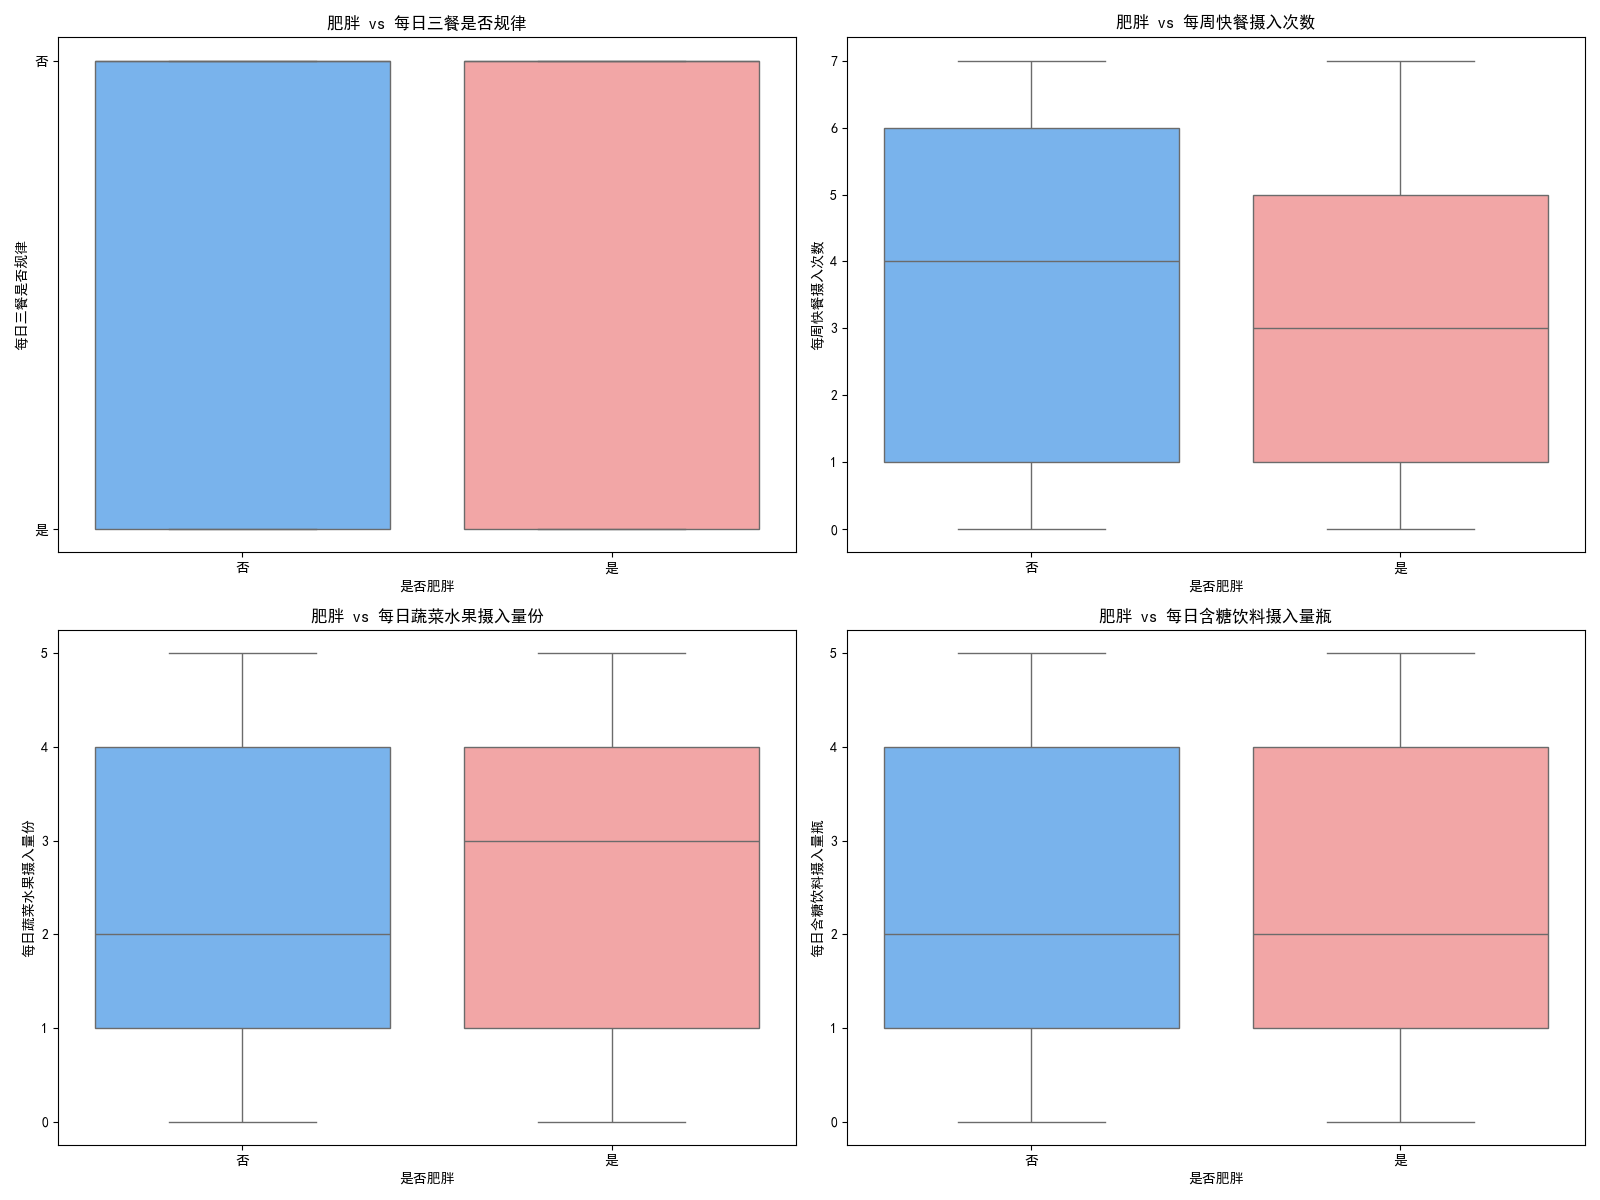 肥胖 vs 每日三餐是否规律
否
是
每日三餐是否规律
否
是
是否肥胖
肥胖 vs 每周快餐摄入次数
7
6
5
4
3
2
1
0
每周快餐摄入次数
否
是
是否肥胖
肥胖 vs 每日蔬菜水果摄入量份
5
4
3
2
1
0
每日蔬菜水果摄入量份
否
是
是否肥胖
肥胖 vs 每日含糖饮料摄入量瓶
5
4
3
2
1
0
每日含糖饮料摄入量瓶
否
是
是否肥胖